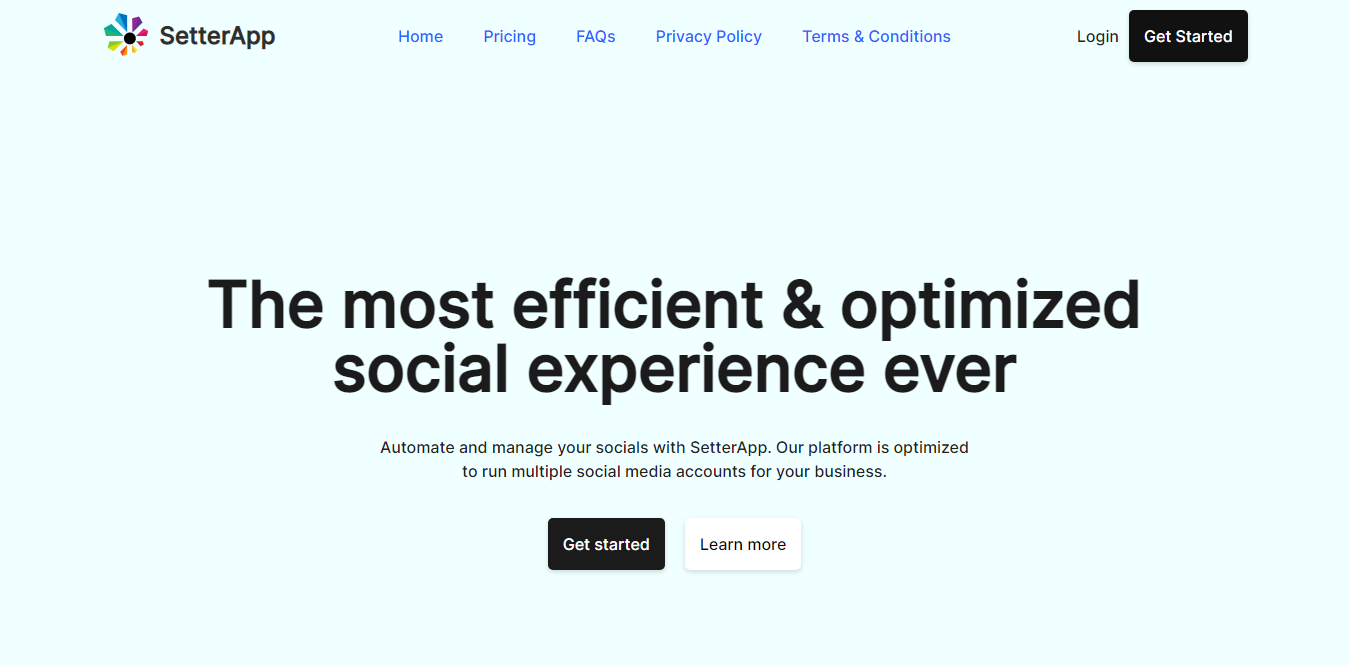 SetterApp
Home
Pricing
FAQs
Privacy Policy
Terms & Conditions
Login
Get Started
The most efficient & optimized
social experience ever
Automate and manage your socials with SetterApp. Our platform is optimized
to run multiple social media accounts for your business.
Get started
Learn more